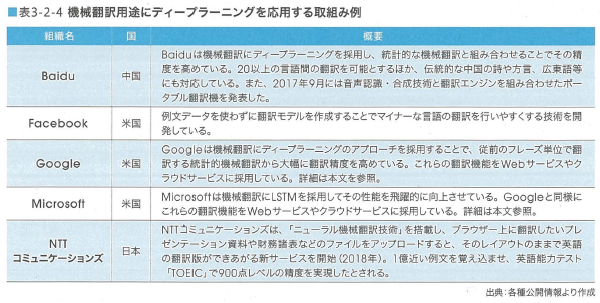 ■表3-2-4 機械翻訳用途にディープラーニングを応用する取組み例
組織名 国 概要
Baidu 中国
Baiduは機械翻訳にディープラーニングを採用し、統計的な機械翻訳と組み合わせることでその精
度を高めている。20以上の言語間の翻訳を可能とするほか、伝統的な中国の詩や方言、広東語等
にも対応している。また、2017年9月には音声認識・合成技術と翻訳エンジンを組み合わせたポー
タブル翻訳機を発表した。
Facebook 米国
例文データを使わずに翻訳モデルを作成することでマイナーな言語の翻訳を行いやすくする技術を開
発している。
Google 米国
Googleは機械翻訳にディープラーニングのアプローチを採用することで、従前のフレーズ単位で翻
訳する統計的機械翻訳から大幅に翻訳精度を高めている。これらの翻訳機能をWebサービスやク
ラウドサービスに採用している。詳細は本文を参照。
Microsoft 米国
Microsoftは機械翻訳にLSTMを採用してその性能を飛躍的に向上させている。Googleと同様に
これらの翻訳機能をWebサービスやクラウドサービスに採用している。詳細は本文参照。
NTT
コミュニケーションズ 日本
NTTコミュニケーションズは、「ニューラル機械翻訳技術」を搭載し、ブラウザー上に翻訳したいプレ
ゼンテーション資料や財務諸表などのファイルをアップロードすると、そのレイアウトのままで英語
の翻訳版ができあがる新サービスを開始（2018年）。1億近い例文を覚え込ませ、英語能力テスト
「TOEIC」で900点レベルの精度を実現したとされる。
出典：各種公開情報より作成